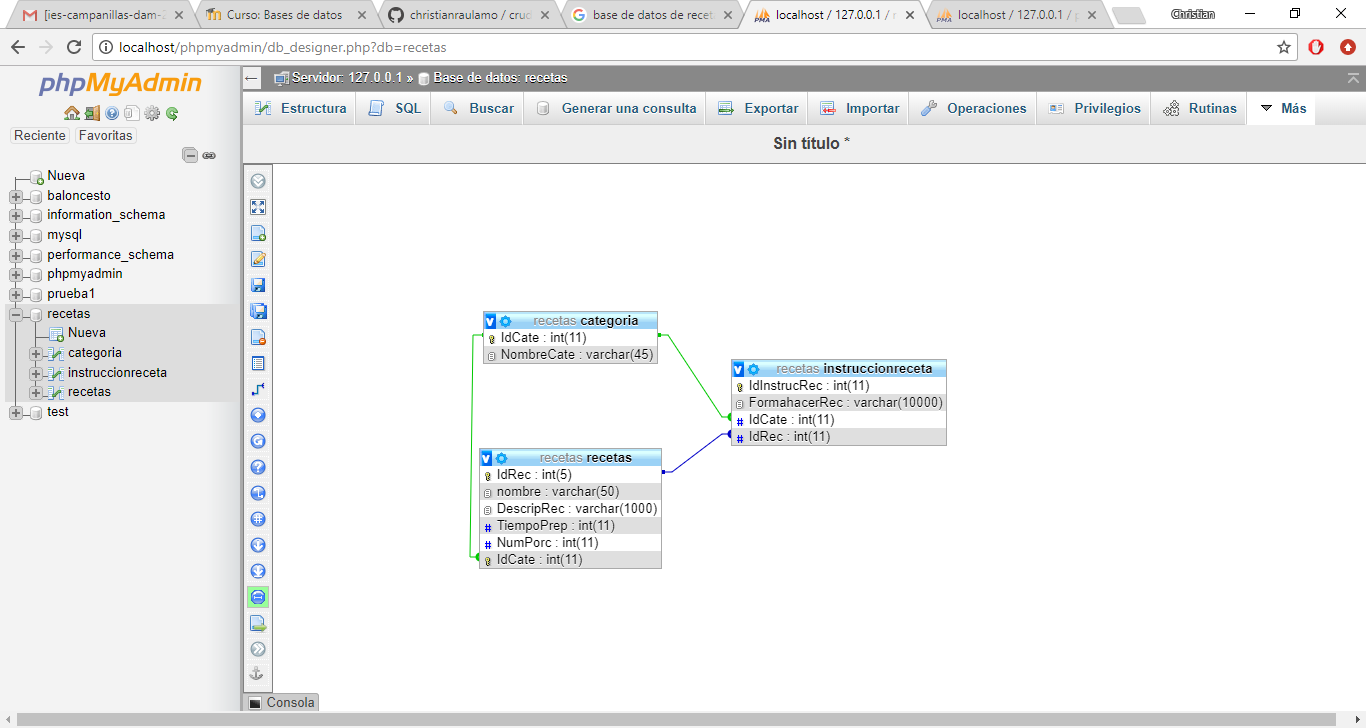 [ies-campanillas-dam-
Curso: Bases de datos
christianraulamo / crud
base de datos de receta
localhost / 127.0.0.1 /
localhost / 127.0.0.1 / p
Christian
localhost/phpmyadmin/db_designer.php?db=recetas
phpMyAdmin
Reciente
Favoritas
Nueva
baloncesto
information_schema
mysql
performance_schema
phpmyadmin
prueba1
recetas
Nueva
categoria
instruccionreceta
recetas
test
Servidor: 127.0.0.1 » Base de datos: recetas
Estructura
SQL
Buscar
Generar una consulta
Exportar
Importar
Operaciones
Privilegios
Rutinas
Más
Sin título *
recetas categoria
IdCate : int(11)
NombreCate : varchar(45)
recetas instruccionreceta
IdInstrucRec : int(11)
FormahacerRec : varchar(10000)
IdCate : int(11)
IdRec : int(11)
recetas recetas
IdRec : int(5)
nombre : varchar(50)
DescripRec : varchar(1000)
TiempoPrep : int(11)
NumPorc : int(11)
IdCate : int(11)
Consola